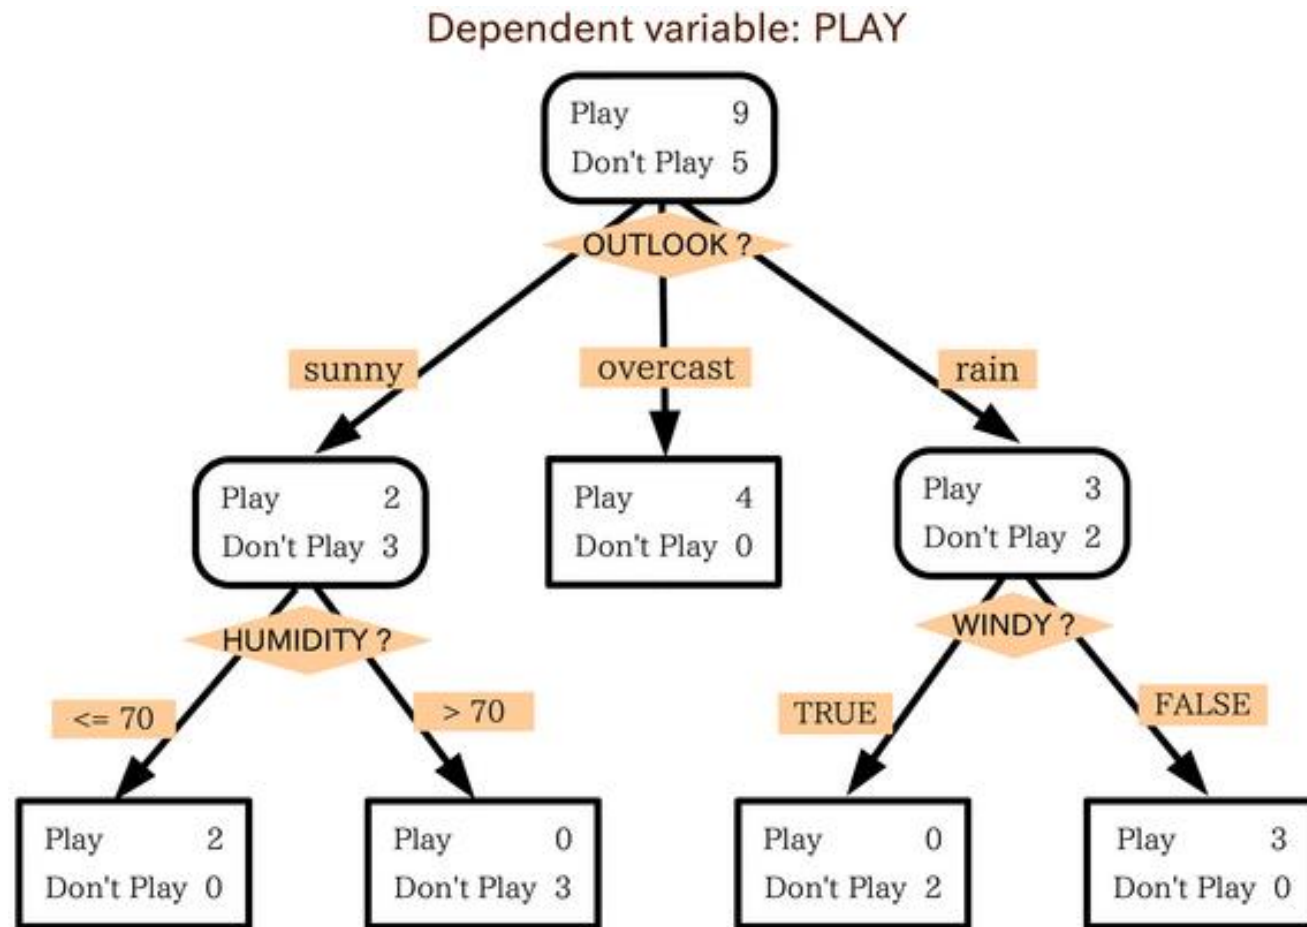 Dependent variable: PLAY
Play 9
Don't Play 5
OUTLOOK ?
sunny
overcast
rain
Play 2
Don't Play 3
Play 4
Don't Play 0
Play 3
Don't Play 2
HUMIDITY ?
WINDY ?
<= 70
> 70
TRUE
FALSE
Play 2
Don't Play 0
Play 0
Don't Play 3
Play 0
Don't Play 2
Play 3
Don't Play 0